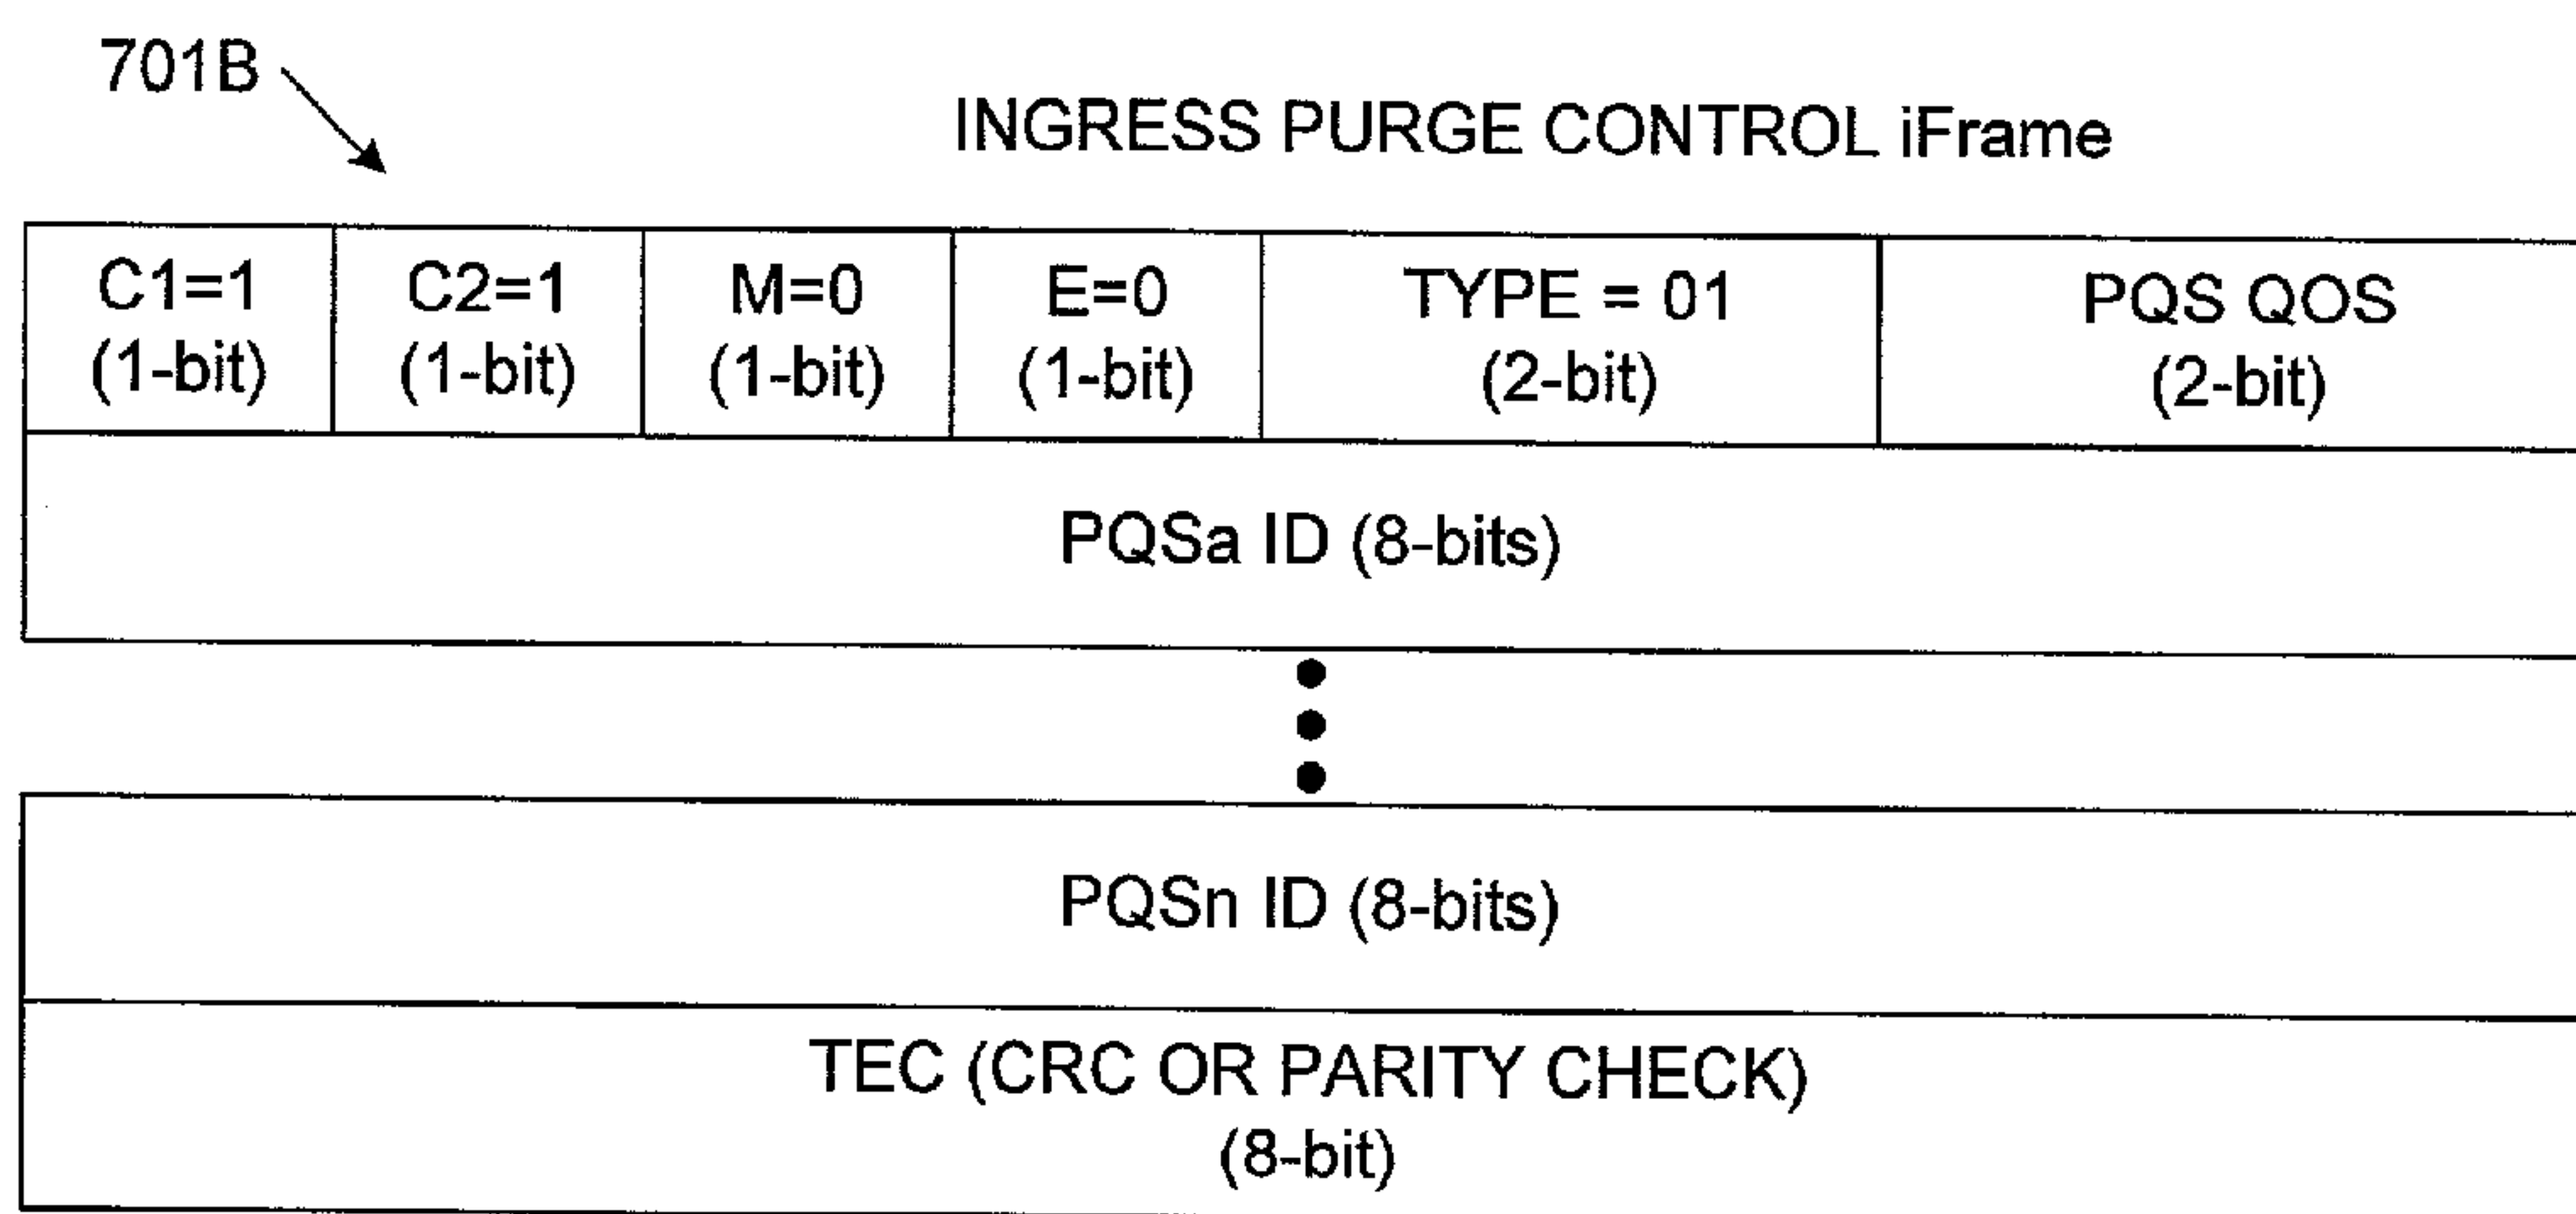 701B
INGRESS PURGE CONTROL iFrame
C1=1
(1-bit)
C2=1
(1-bit)
M=0
(1-bit)
E=0
(1-bit)
TYPE = 01
(2-bit)
PQS QOS
(2-bit)
PQSa ID (8-bits)
PQSn ID (8-bits)
TEC (CRC OR PARITY CHECK)
(8-bit)